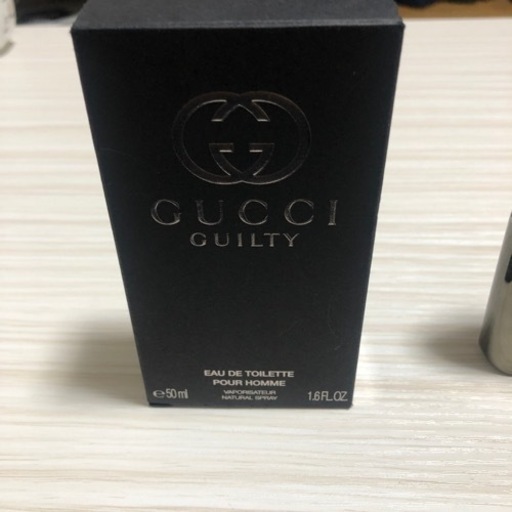 GUCCI
GUILTY
EAU DE TOILETTE
POUR HOMME
VAPORISATEUR
NATURAL SPRAY
℮50 ml
1.6 FL.OZ.